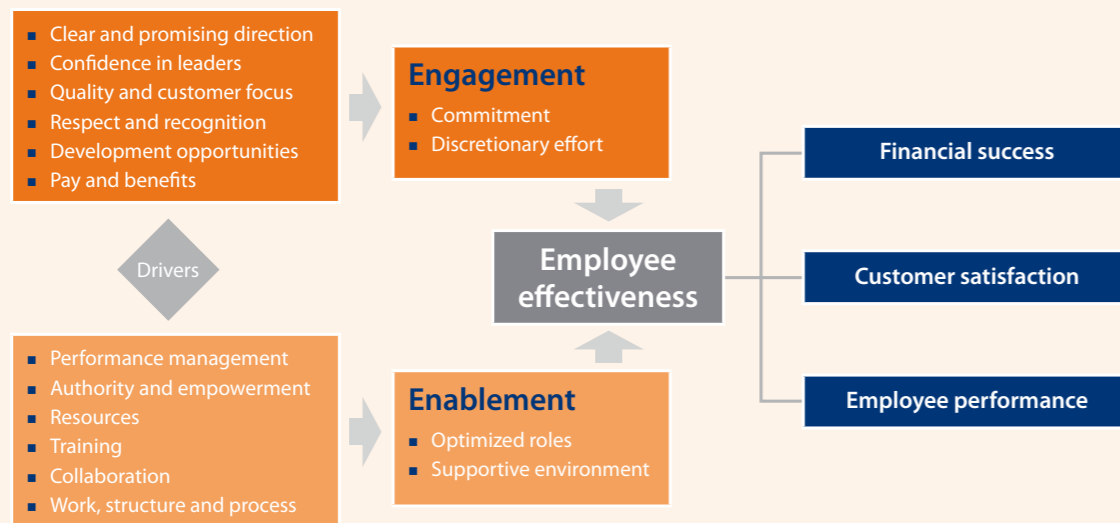 Clear and promising direction
Confidence in leaders
Quality and customer focus
Respect and recognition
Development opportunities
Pay and benefits
Engagement
Commitment
Discretionary effort
Drivers
Employee
effectiveness
Financial success
Customer satisfaction
Employee performance
Performance management
Authority and empowerment
Resources
Training
Collaboration
Work, structure and process
Enablement
Optimized roles
Supportive environment